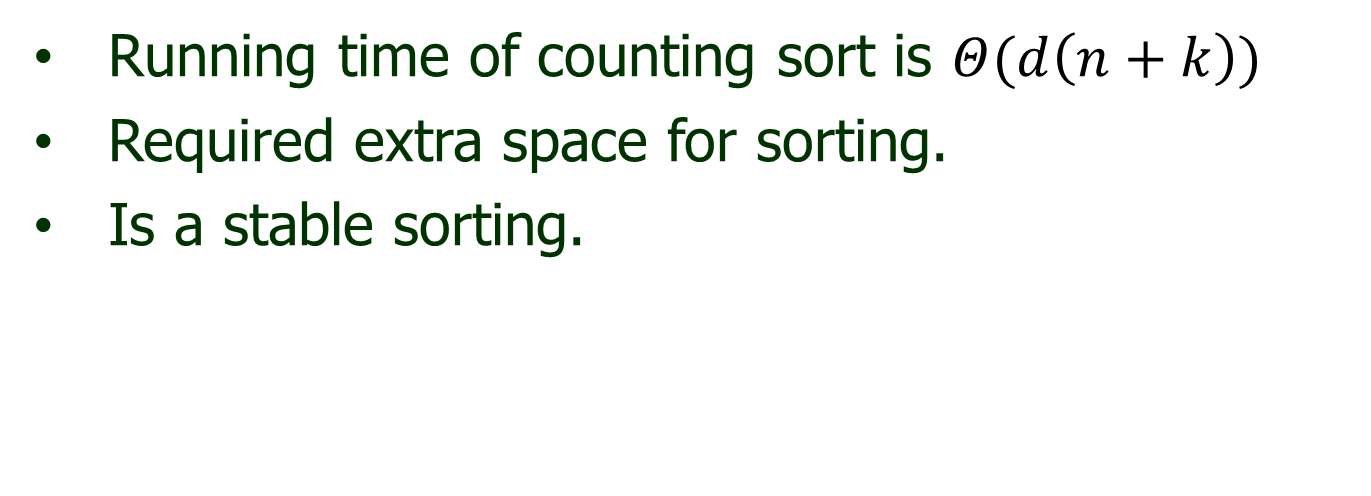 • Running time of counting sort is 𝛩(𝑑(𝑛 + 𝑘))
• Required extra space for sorting.
• Is a stable sorting.